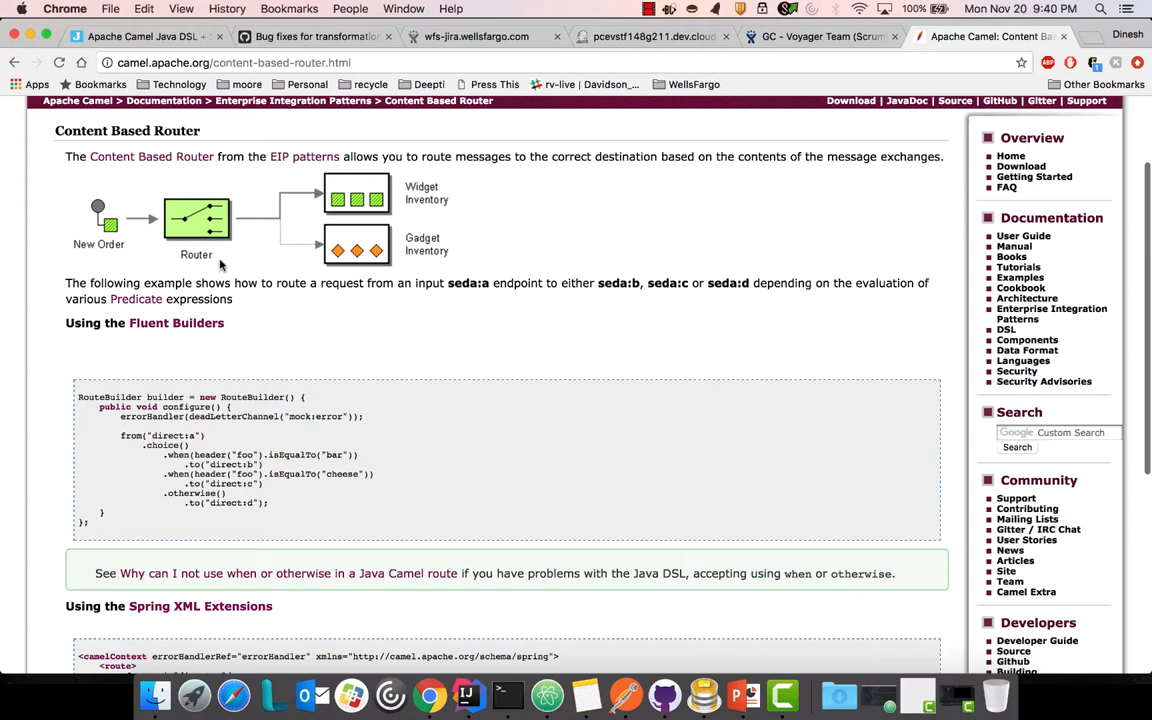 Chrome File Edit View History Bookmarks People Window Help 100% Mon Nov 20 9:40 PM
Apache Camel Java DSL + Bug fixes for transformation wfs-jira.wellsfargo.com pcevstf148g211.dev.cloud. GC - Voyager Team (Scrum Apache Camel: Content Bas Dinesh
camel.apache.org/content-based-router.html
Apps Bookmarks Technology moore Personal recycle Deepti Press This rv-live | Davidson_... WellsFargo Other Bookmarks
Apache Camel > Documentation > Enterprise Integration Patterns > Content Based Router
Download | JavaDoc | Source | GitHub | Gitter | Support
Content Based Router
The Content Based Router from the EIP patterns allows you to route messages to the correct destination based on the contents of the message exchanges.
New Order
Router
Widget
Inventory
Gadget
Inventory
The following example shows how to route a request from an input seda:a endpoint to either seda:b, seda:c or seda:d depending on the evaluation of
various Predicate expressions
Using the Fluent Builders
RouteBuilder builder = new RouteBuilder() {
public void configure() {
errorHandler(deadLetterChannel("mock:error"));
from("direct:a")
.choice()
.when(header("foo").isEqualTo("bar"))
.to("direct:b")
.when(header("foo").isEqualTo("cheese"))
.to("direct:c")
.otherwise()
.to("direct:d");
}
};
See Why can I not use when or otherwise in a Java Camel route if you have problems with the Java DSL, accepting using when or otherwise.
Using the Spring XML Extensions
<camelContext errorHandlerRef="errorHandler" xmlns="http://camel.apache.org/schema/spring">
<route>
Overview
Home
Download
Getting Started
FAQ
Documentation
User Guide
Manual
Books
Tutorials
Examples
Cookbook
Architecture
Enterprise Integration
Patterns
DSL
Components
Data Format
Languages
Security
Security Advisories
Search
Google Custom Search
Search
Community
Support
Contributing
Mailing Lists
Gitter / IRC Chat
User Stories
News
Articles
Site
Team
Camel Extra
Developers
Developer Guide
Source
Github
Building